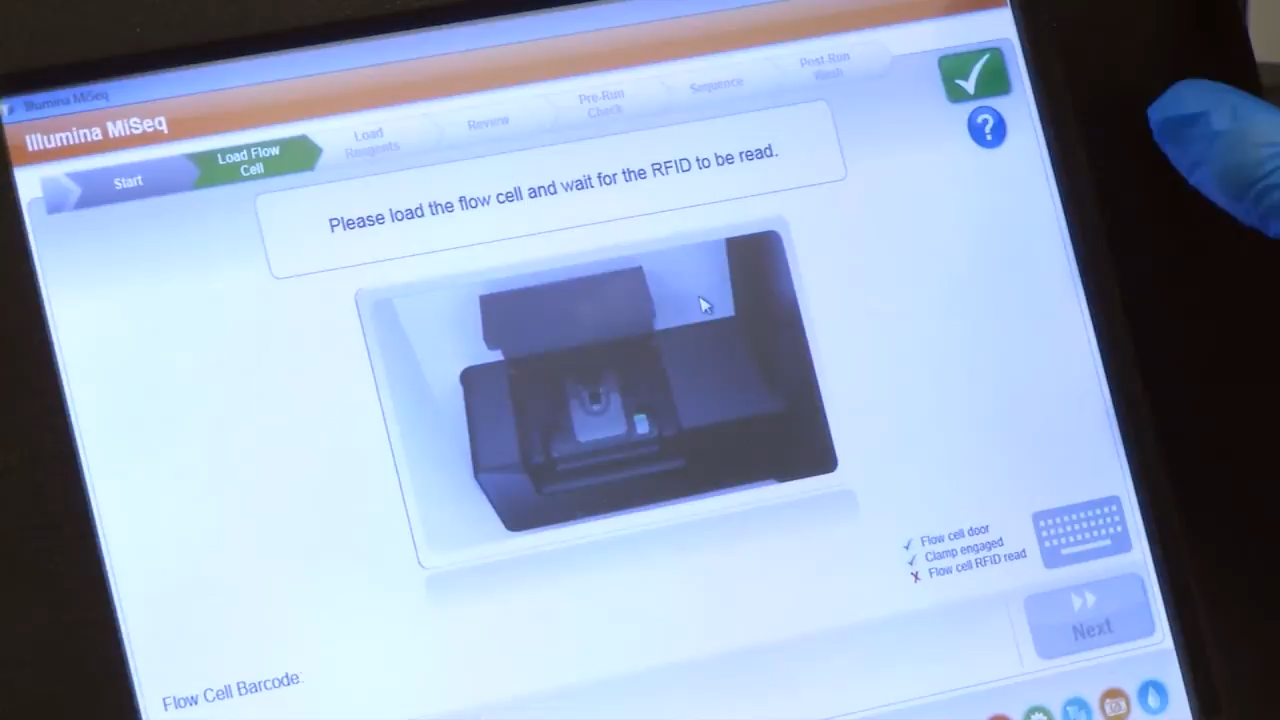 Illumina MiSeq
Illumina MiSeq
Start
Load Flow
Cell
Load
Reagents
Review
Pre-Run
Check
Sequence
Post-Run
Wash
?
Please load the flow cell and wait for the RFID to be read.
Flow cell door
Clamp engaged
X Flow cell RFID read
Next
Flow Cell Barcode: